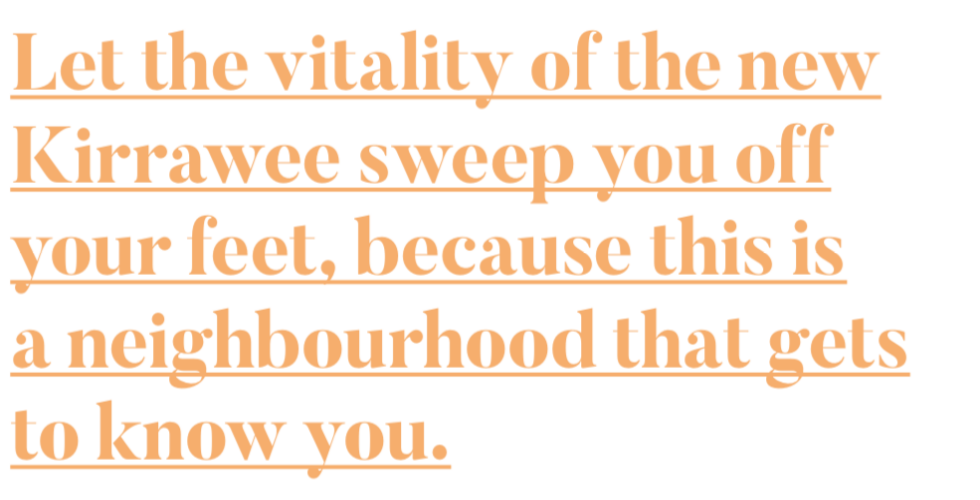 Let the vitality of the new
Kirrawee sweep you off
your feet, because this is
a neighbourhood that gets
to know you.